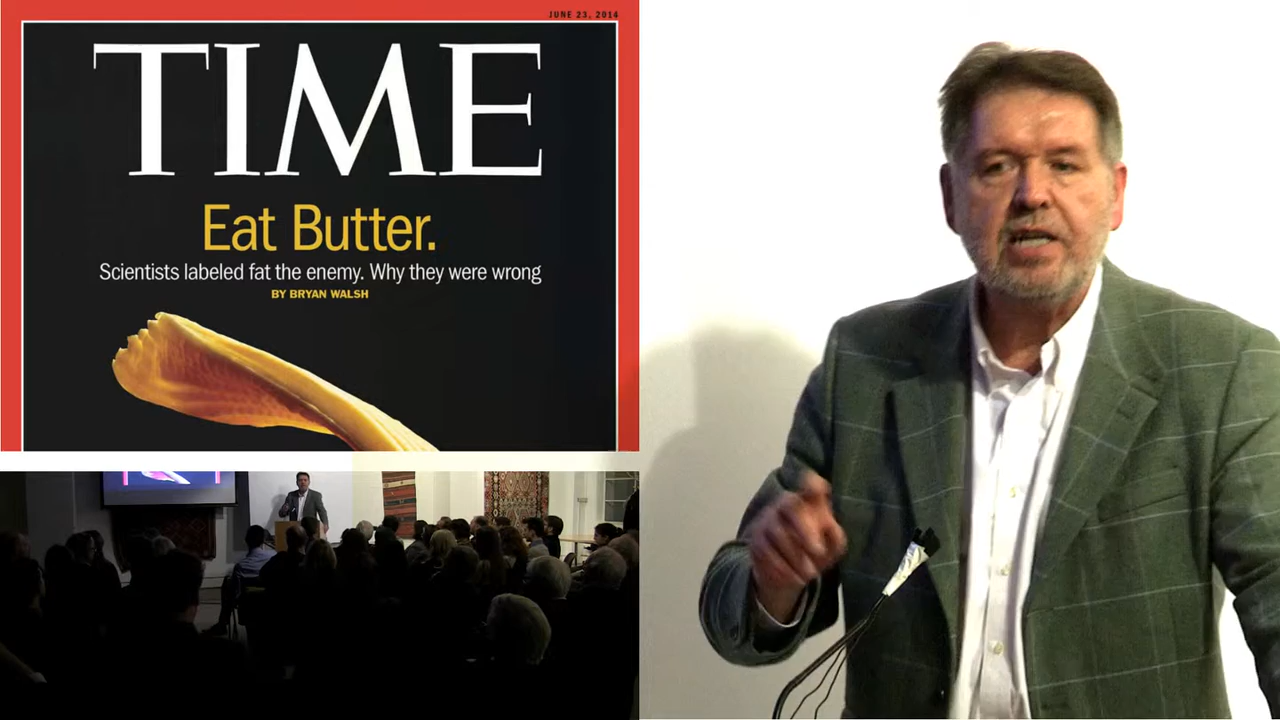 JUNE 23, 2014
TIME
Eat Butter.
Scientists labeled fat the enemy. Why they were wrong
BY BRYAN WALSH